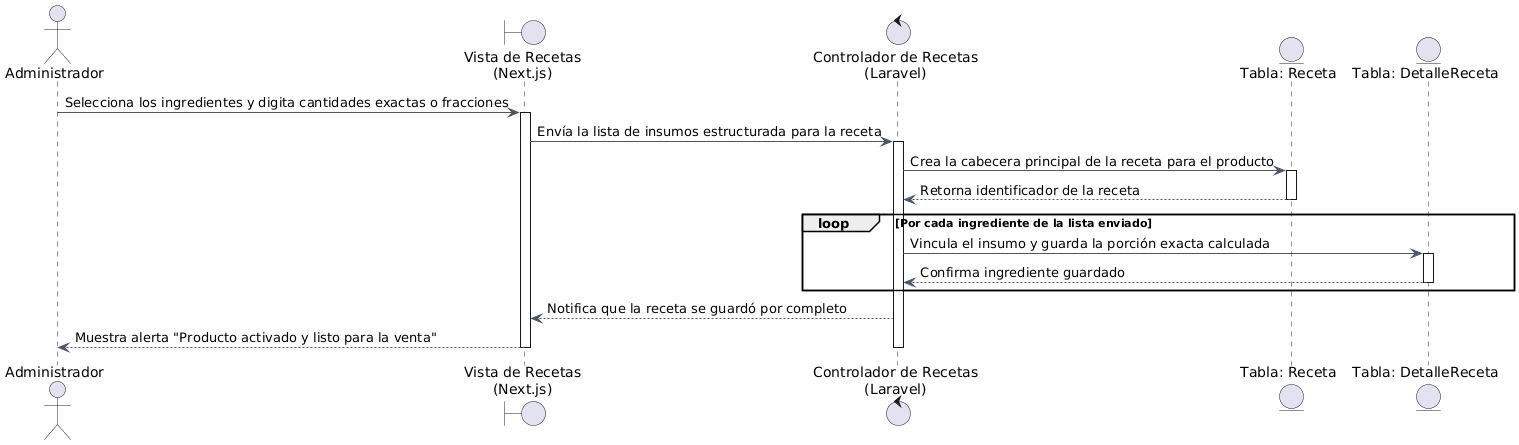 Administrador
Vista de Recetas
(Next.js)
Controlador de Recetas
(Laravel)
Tabla: Receta
Tabla: DetalleReceta
Selecciona los ingredientes y digita cantidades exactas o fracciones
Envía la lista de insumos estructurada para la receta
Crea la cabecera principal de la receta para el producto
Retorna identificador de la receta
loop
[Por cada ingrediente de la lista enviado]
Vincula el insumo y guarda la porción exacta calculada
Confirma ingrediente guardado
Notifica que la receta se guardó por completo
Muestra alerta "Producto activado y listo para la venta"
Administrador
Vista de Recetas
(Next.js)
Controlador de Recetas
(Laravel)
Tabla: Receta
Tabla: DetalleReceta